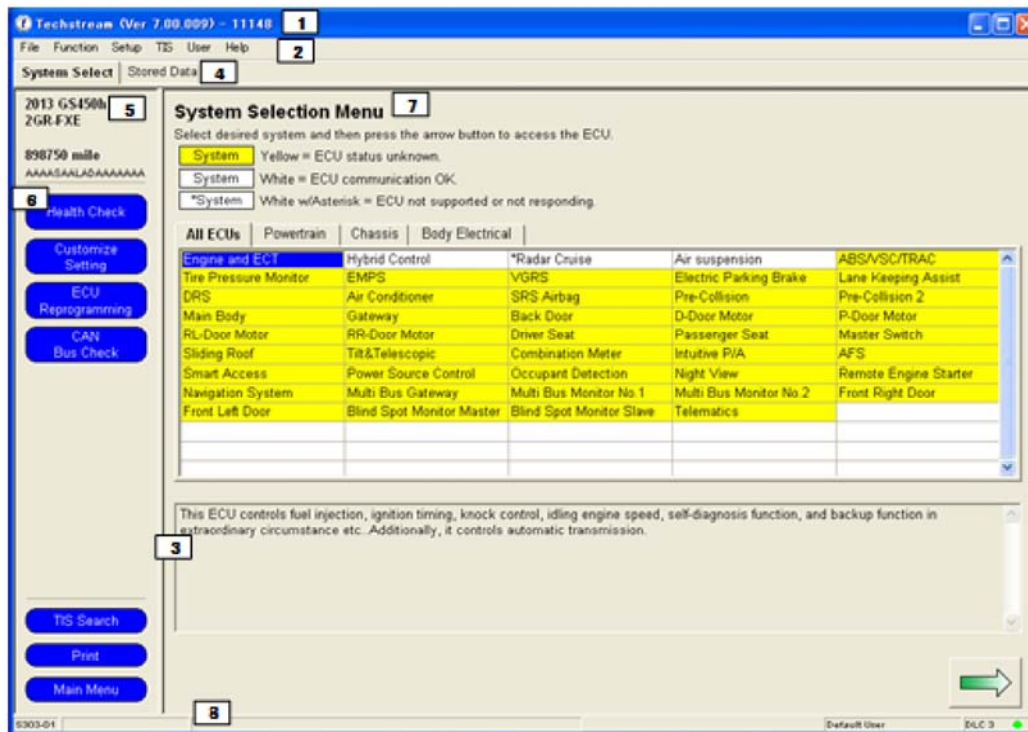 Techstream (Ver 7.00.009) - 11148 1
File Function Setup TIS User Help 2
System Select Stored Data 4
2013 GS450h 5
2GR-FXE
898750 mile
AAAASAALADAAAAAAA
6
Health Check
Customize
Setting
ECU
Reprogramming
CAN
Bus Check
TIS Search
Print
Main Menu
System Selection Menu 7
Select desired system and then press the arrow button to access the ECU.
System Yellow = ECU status unknown.
System White = ECU communication OK.
*System White w/Asterisk = ECU not supported or not responding.
All ECUs Powertrain Chassis Body Electrical
Engine and ECT Hybrid Control *Radar Cruise Air suspension ABS/VSC/TRAC
Tire Pressure Monitor EMPS VGRS Electric Parking Brake Lane Keeping Assist
DRS Air Conditioner SRS Airbag Pre-Collision Pre-Collision 2
Main Body Gateway Back Door D-Door Motor P-Door Motor
RL-Door Motor RR-Door Motor Driver Seat Passenger Seat Master Switch
Sliding Roof Tilt&Telescopic Combination Meter Intuitive P/A AFS
Smart Access Power Source Control Occupant Detection Night View Remote Engine Starter
Navigation System Multi Bus Gateway Multi Bus Monitor No.1 Multi Bus Monitor No.2 Front Right Door
Front Left Door Blind Spot Monitor Master Blind Spot Monitor Slave Telematics
This ECU controls fuel injection, ignition timing, knock control, idling engine speed, self-diagnosis function, and backup function in
extraordinary circumstance etc. Additionally, it controls automatic transmission.
3
S303-01 8 Default User DLC 3